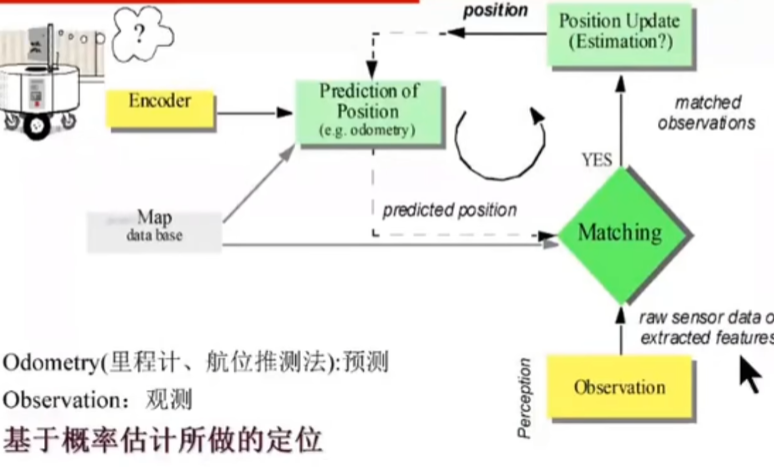 ?
position
Position Update
(Estimation?)
Encoder
Prediction of
Position
(e.g. odometry)
matched
observations
YES
Map
data base
predicted position
Matching
raw sensor data o
extracted features
Perception
Observation
Odometry(里程计、航位推测法):预测
Observation：观测
基于概率估计所做的定位